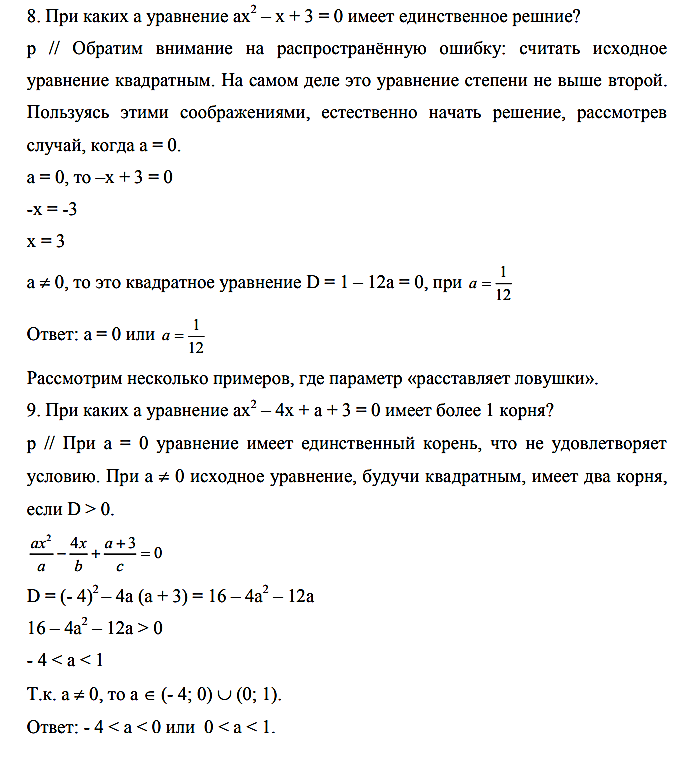 8. При каких а уравнение ax² – x + 3 = 0 имеет единственное решние?
р // Обратим внимание на распространённую ошибку: считать исходное
уравнение квадратным. На самом деле это уравнение степени не выше второй.
Пользуясь этими соображениями, естественно начать решение, рассмотрев
случай, когда а = 0.
а = 0, то –x + 3 = 0
-x = -3
x = 3
а ≠ 0, то это квадратное уравнение D = 1 – 12a = 0, при a = 1/12
Ответ: а = 0 или a = 1/12
Рассмотрим несколько примеров, где параметр «расставляет ловушки».
9. При каких а уравнение ax² – 4x + a + 3 = 0 имеет более 1 корня?
р // При а = 0 уравнение имеет единственный корень, что не удовлетворяет
условию. При а ≠ 0 исходное уравнение, будучи квадратным, имеет два корня,
если D > 0.
ax²/a – 4x/b + a + 3/c = 0
D = (- 4)² – 4a (a + 3) = 16 – 4a² – 12a
16 – 4a² – 12a > 0
- 4 < a < 1
Т.к. а ≠ 0, то а ∈ (- 4; 0) ∪ (0; 1).
Ответ: - 4 < a < 0 или 0 < a < 1.